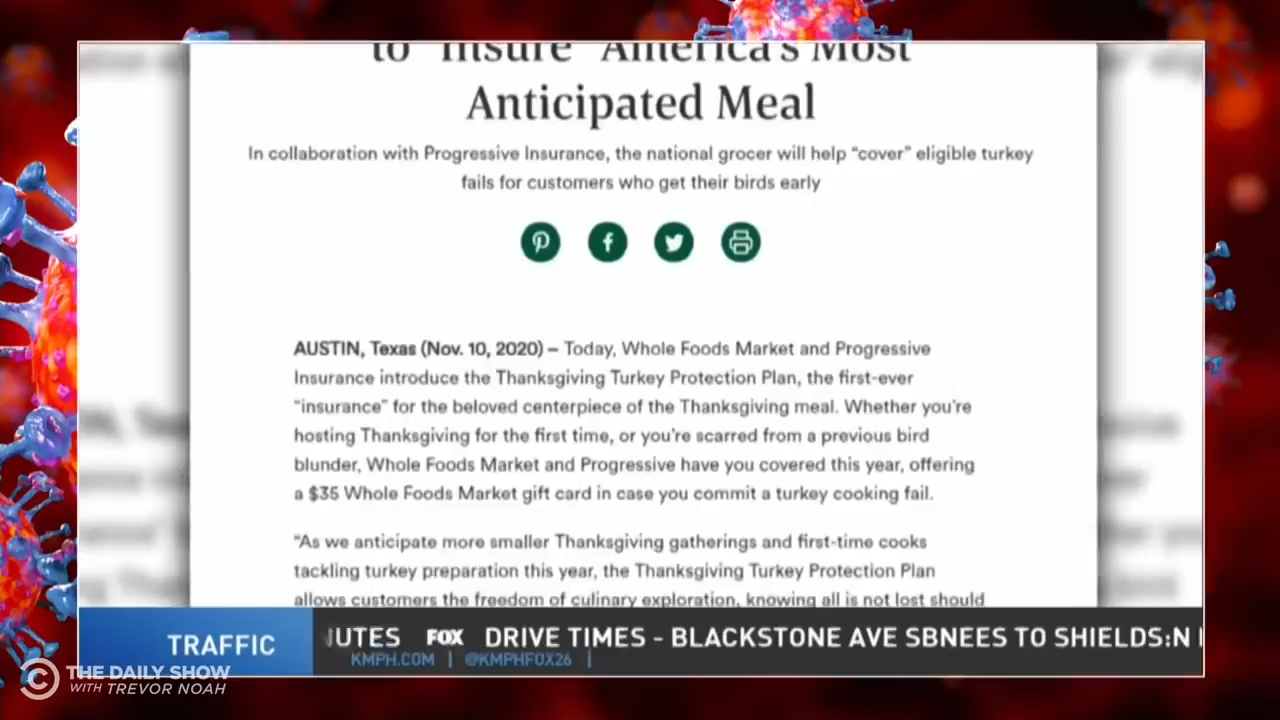 to "Insure" America's Most
Anticipated Meal
In collaboration with Progressive Insurance, the national grocer will help “cover” eligible turkey
fails for customers who get their birds early
AUSTIN, Texas (Nov. 10, 2020) – Today, Whole Foods Market and Progressive
Insurance introduce the Thanksgiving Turkey Protection Plan, the first-ever
“insurance” for the beloved centerpiece of the Thanksgiving meal. Whether you’re
hosting Thanksgiving for the first time, or you’re scarred from a previous bird
blunder, Whole Foods Market and Progressive have you covered this year, offering
a $35 Whole Foods Market gift card in case you commit a turkey cooking fail.
“As we anticipate more smaller Thanksgiving gatherings and first-time cooks
tackling turkey preparation this year, the Thanksgiving Turkey Protection Plan
allows customers the freedom of culinary exploration, knowing all is not lost should
TRAFFIC
FOX DRIVE TIMES - BLACKSTONE AVE SBNEES TO SHIELDS:N
KMPH.COM | @KMPHFOX26 |
THE DAILY SHOW
WITH TREVOR NOAH